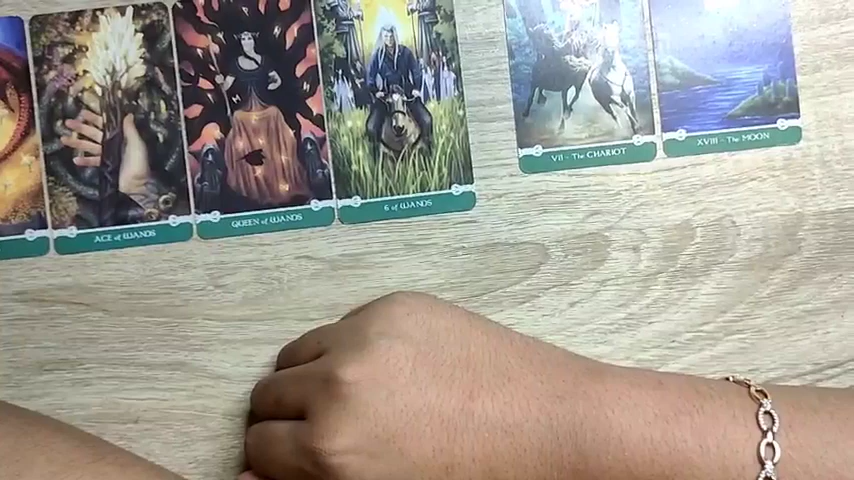 ACE of WANDS
QUEEN of WANDS
6 of WANDS
VII - THE CHARIOT
XVIII - THE MOON